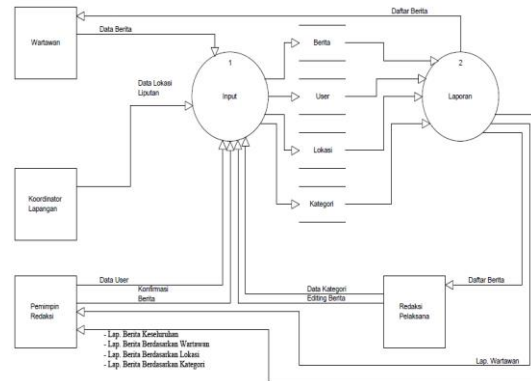 Daftar Berita
Wartawan
Data Berita
1
Input
Berita
2
Laporan
User
Data Lokasi
Liputan
Lokasi
Koordinator
Lapangan
Kategori
Data User
Konfirmasi
Berita
Pemimpin
Redaksi
Data Kategori
Editing Berita
Redaksi
Pelaksana
Daftar Berita
- Lap. Berita Keseluruhan
- Lap. Berita Berdasarkan Wartawan
- Lap. Berita Berdasarkan Lokasi
- Lap. Berita Berdasarkan Kategori
Lap. Wartawan